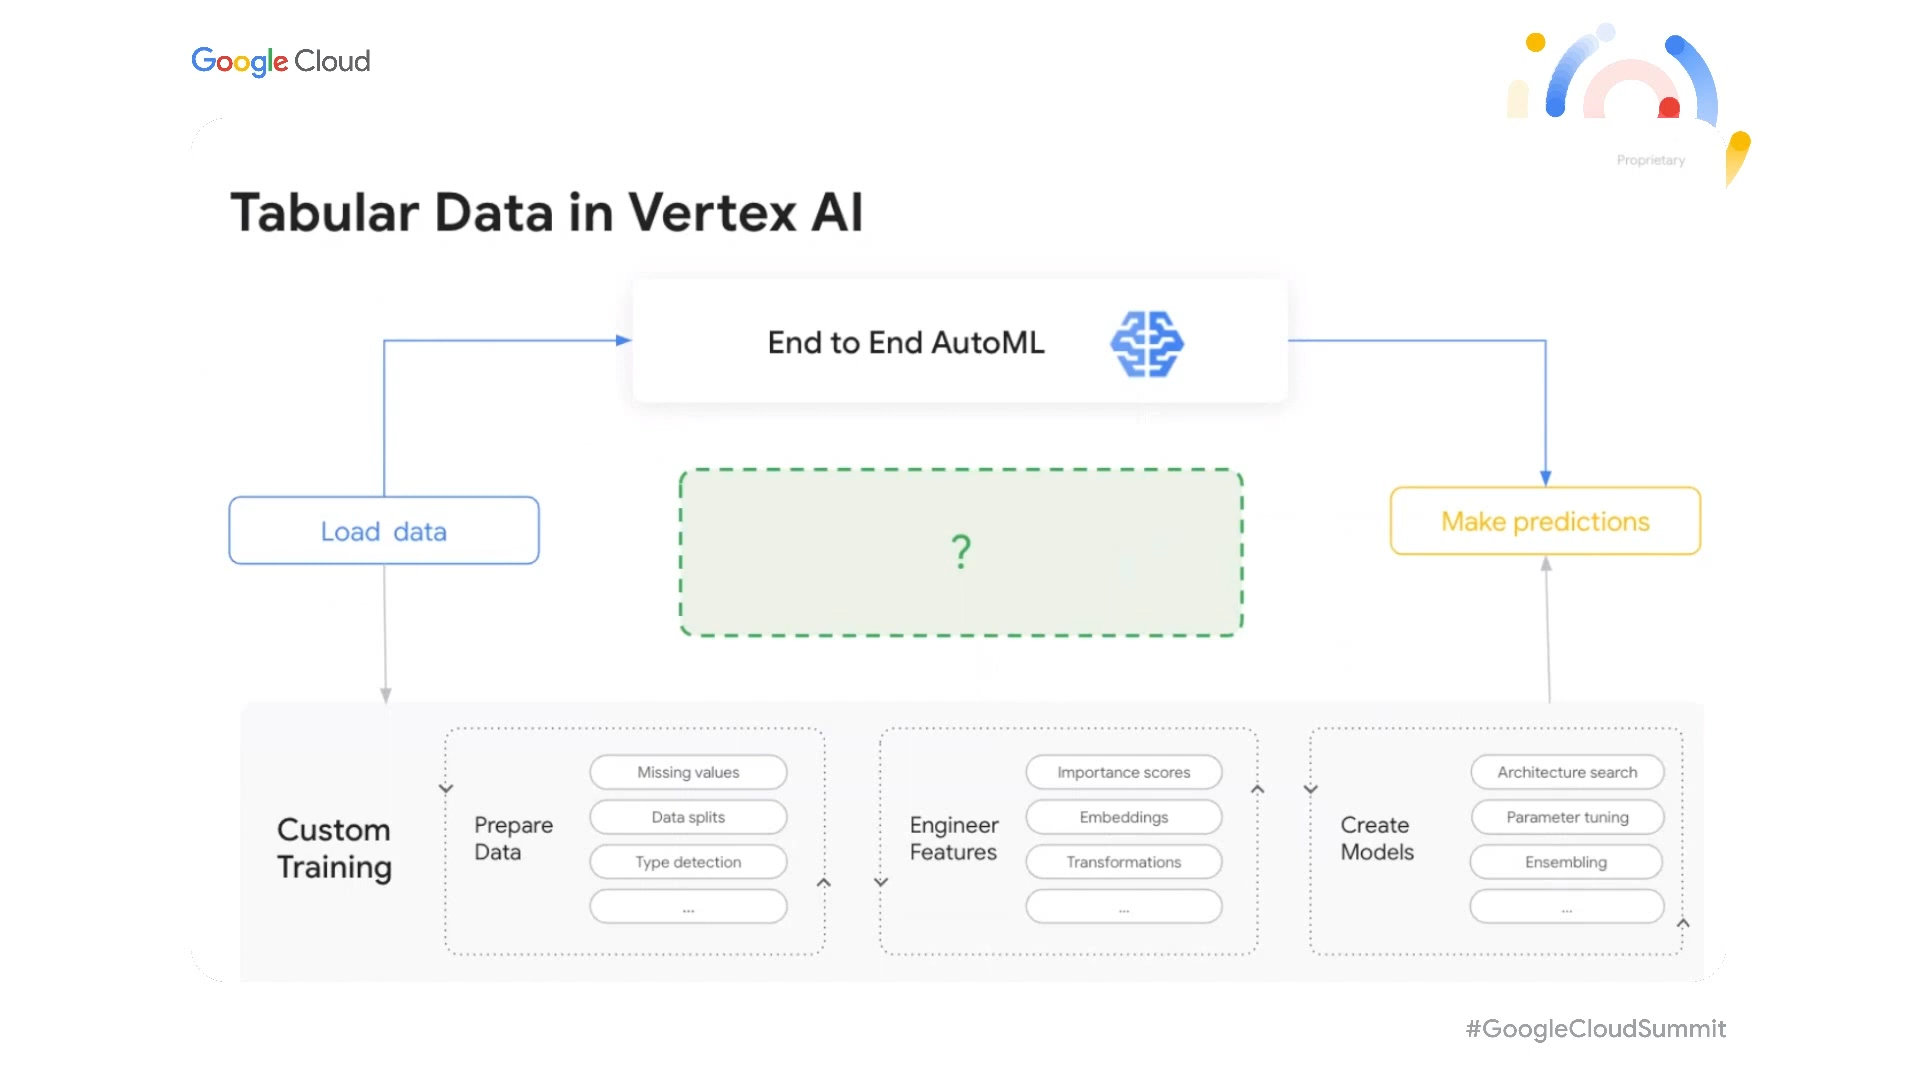 Google Cloud
Proprietary
Tabular Data in Vertex AI
End to End AutoML
Load data
?
Make predictions
Custom
Training
Prepare
Data
Missing values
Data splits
Type detection
...
Engineer
Features
Importance scores
Embeddings
Transformations
...
Create
Models
Architecture search
Parameter tuning
Ensembling
...
#GoogleCloudSummit